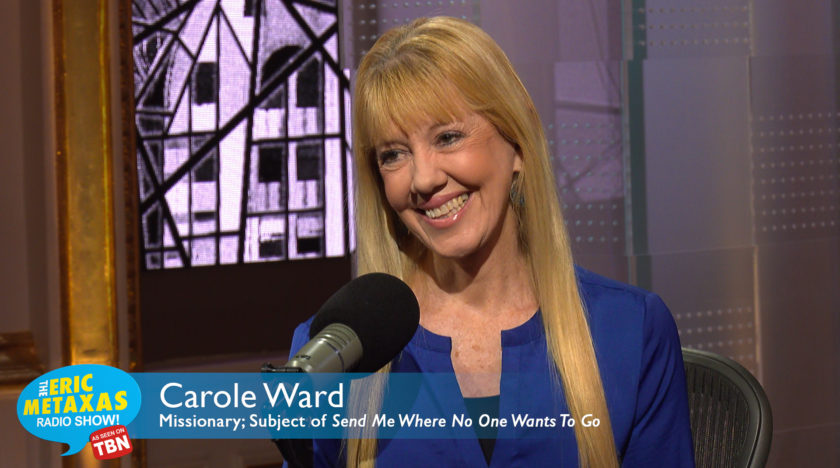 THE
ERIC
METAXAS
RADIO SHOW!
AS SEEN ON
TBN
Carole Ward
Missionary; Subject of Send Me Where No One Wants To Go